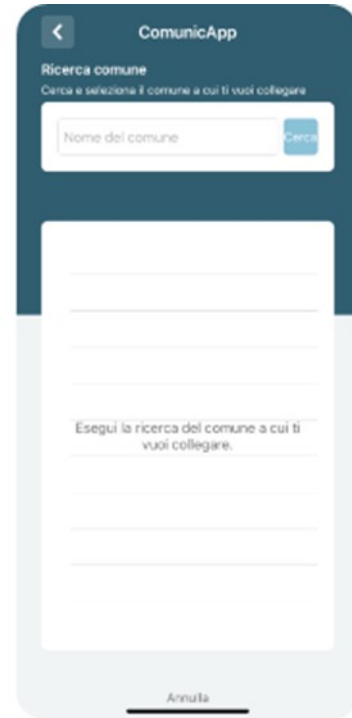 ComunicApp
Ricerca comune
Cerca e seleziona il comune a cui ti vuoi collegare
Nome del comune
Cerca
Esegui la ricerca del comune a cui ti
vuoi collegare.
Annulla